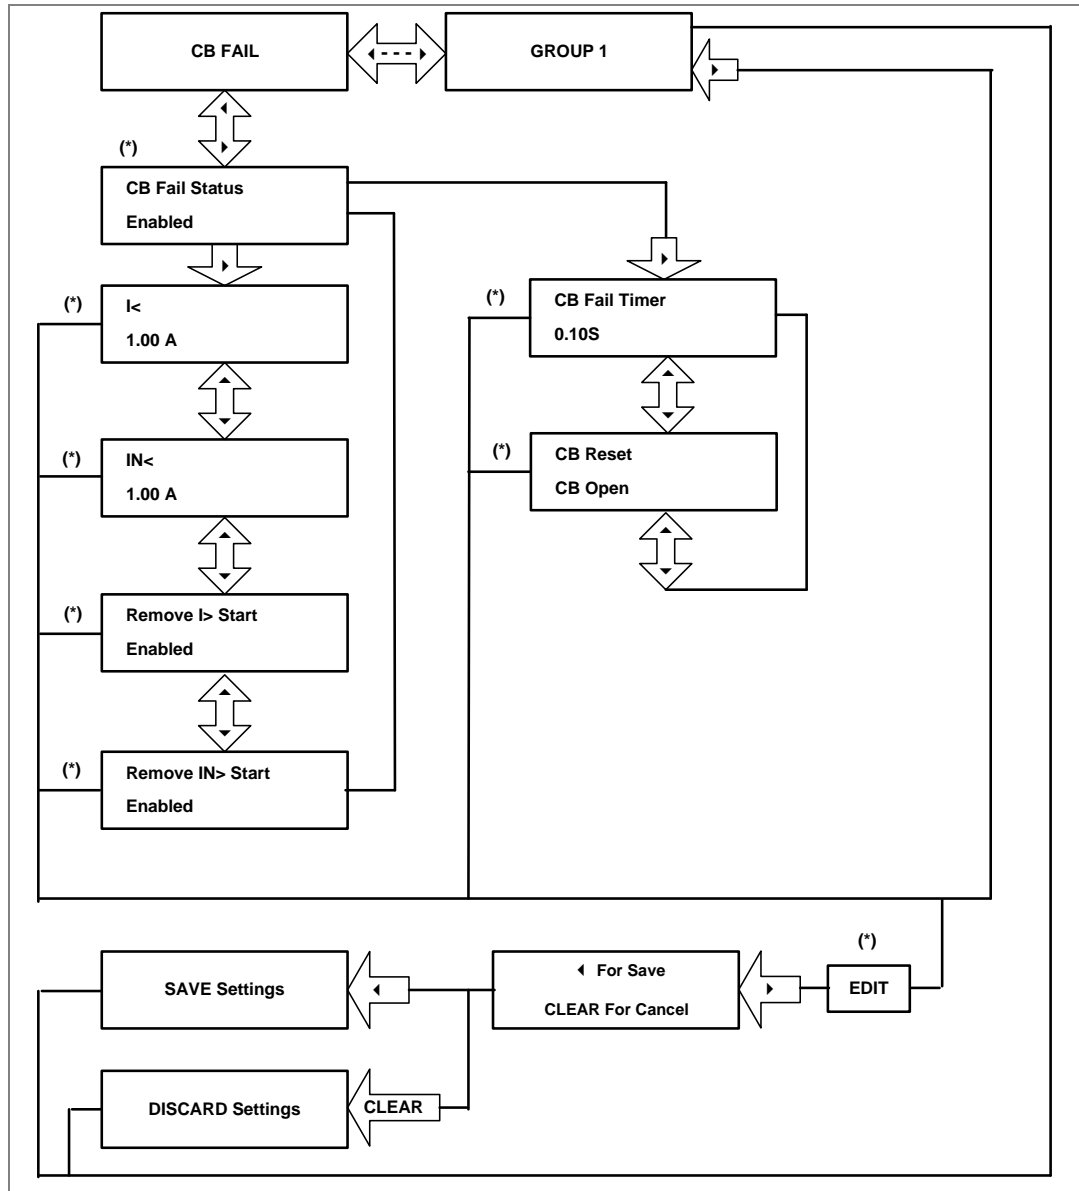 CB FAIL
GROUP 1
(*)
CB Fail Status
Enabled
(*)
I<
1.00 A
(*)
CB Fail Timer
0.10S
(*)
IN<
1.00 A
(*)
CB Reset
CB Open
(*)
Remove I> Start
Enabled
(*)
Remove IN> Start
Enabled
(*)
SAVE Settings
For Save
CLEAR For Cancel
EDIT
DISCARD Settings
CLEAR